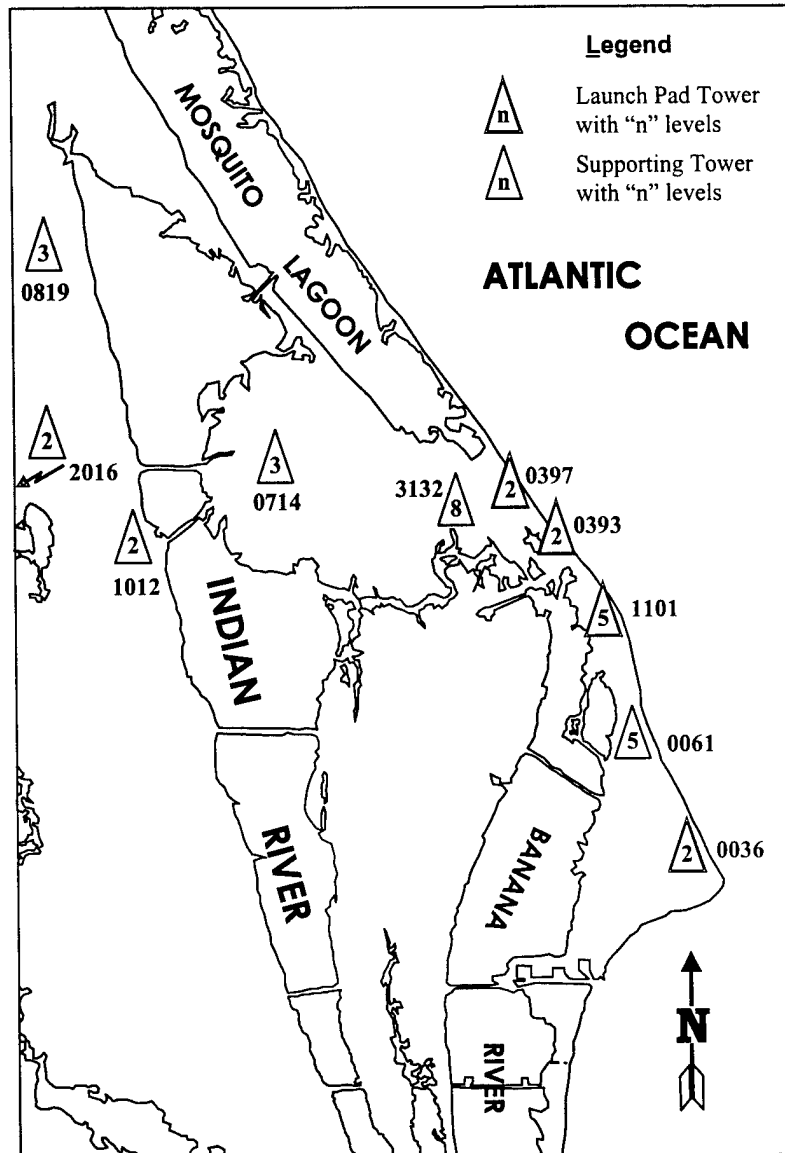 Legend
n
Launch Pad Tower
with “n” levels
n
Supporting Tower
with “n” levels
MOSQUITO
LAGOON
ATLANTIC
OCEAN
3
0819
2
2016
3
0714
3132
8
2
0397
2
0393
2
1012
5
1101
INDIAN
5
0061
RIVER
BANANA
2
0036
N
RIVER